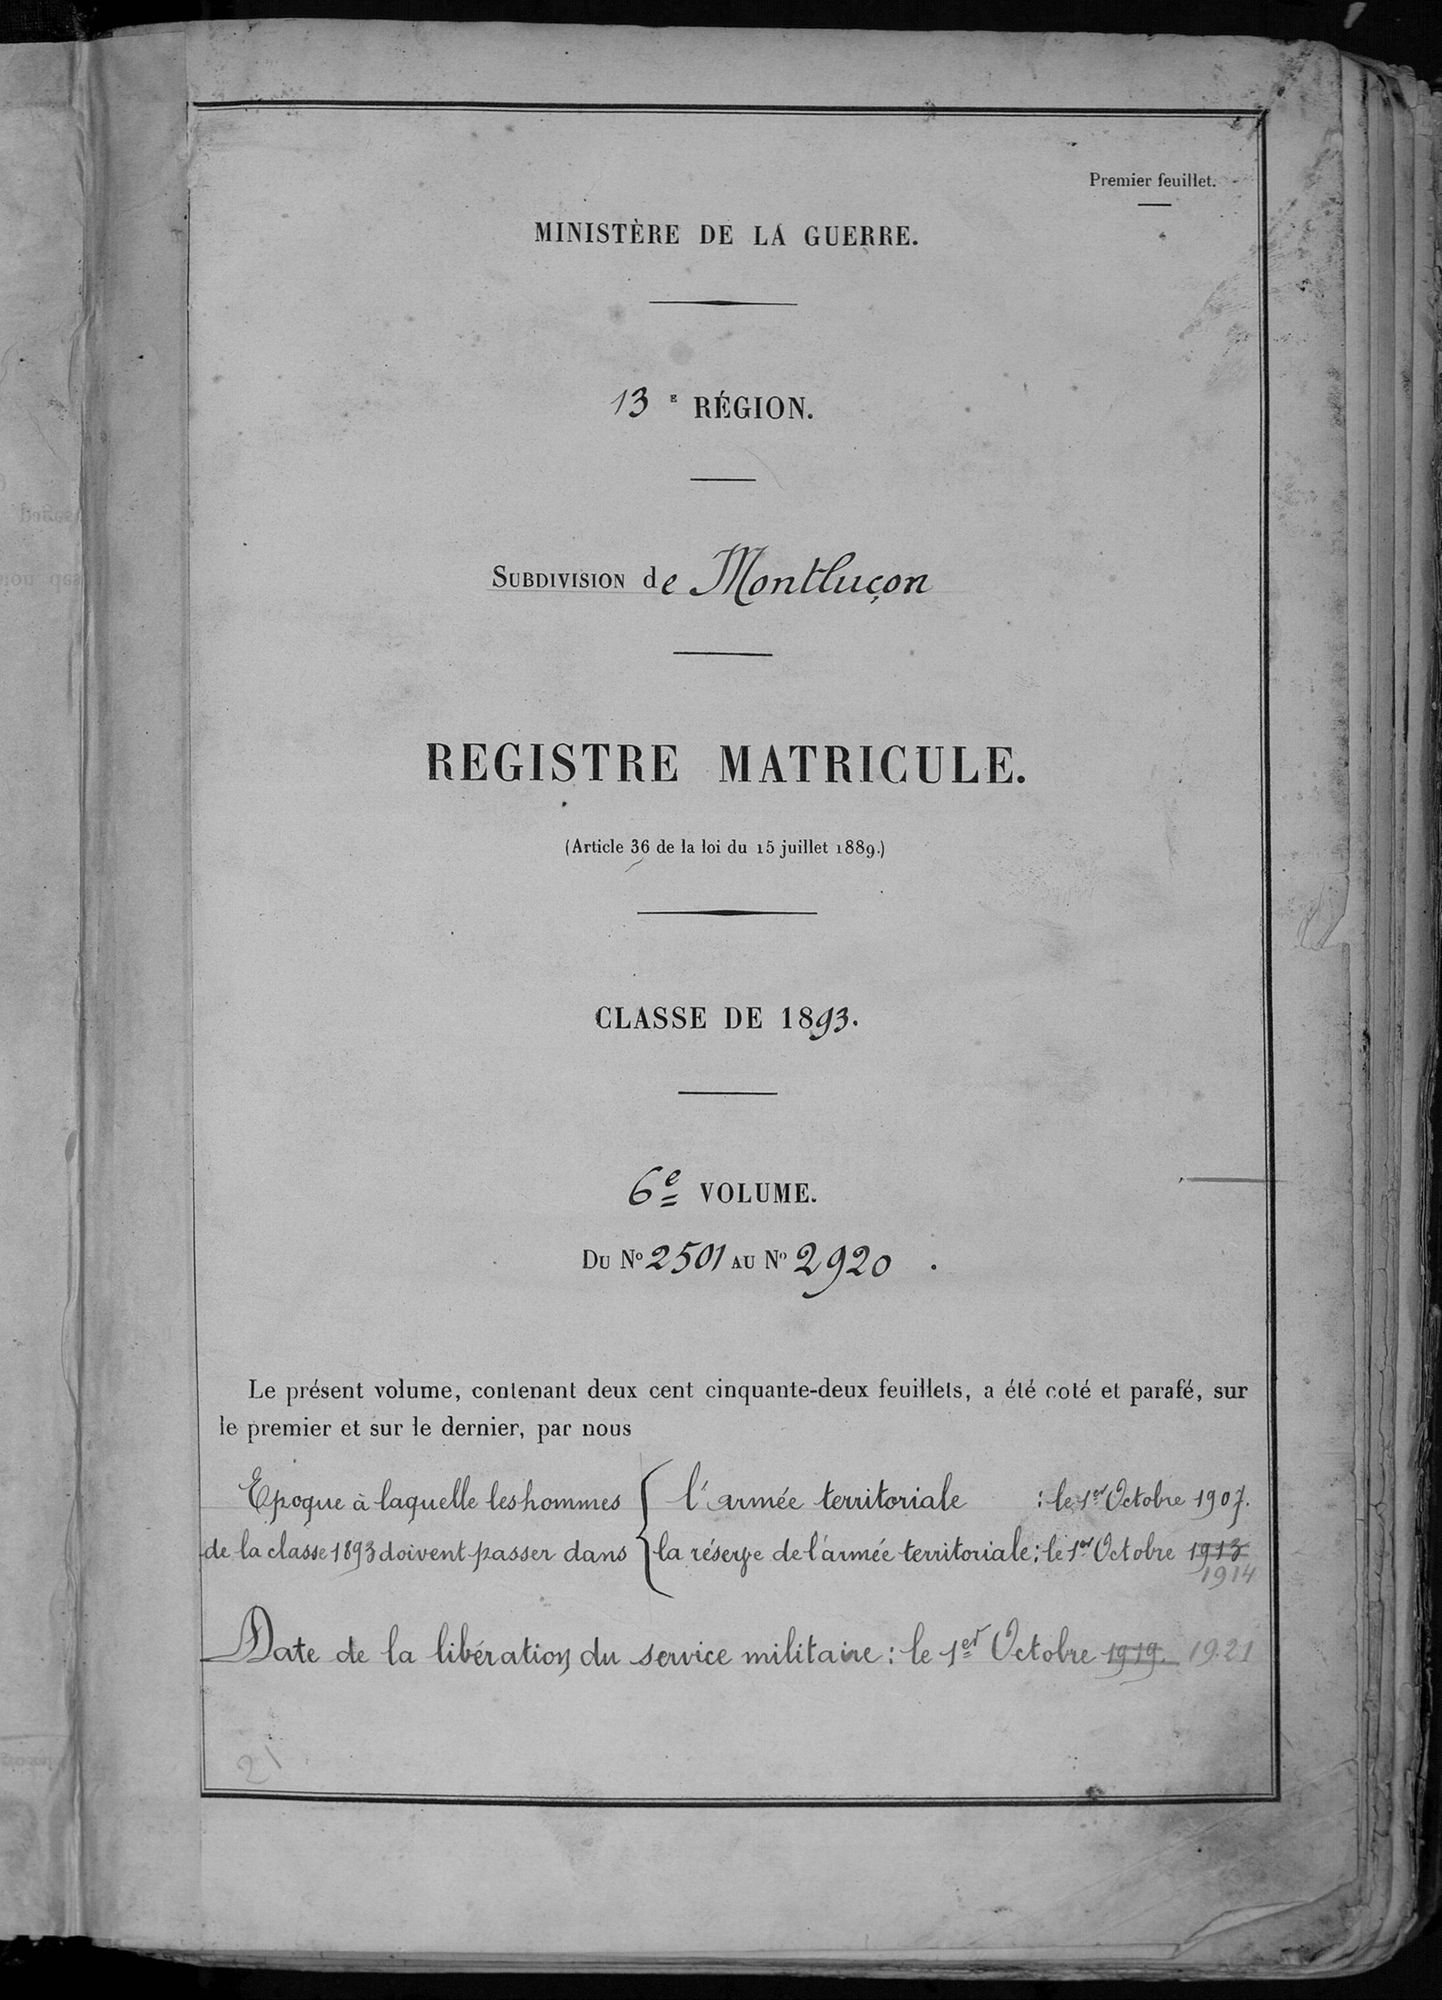 Premier feuillet.
MINISTÈRE DE LA GUERRE.
13E RÉGION.
SUBDIVISION de Montluçon
REGISTRE MATRICULE.
(Article 36 de la loi du 15 juillet 1889.)
CLASSE DE 1893.
6e VOLUME.
DU No 2501 AU No 2920.
Le présent volume, contenant deux cent cinquante-deux feuillets, a été coté et parafé, sur
le premier et sur le dernier, par nous
Epoque à laquelle les hommes { l'armée territoriale : le 1er Octobre 1907.
de la classe 1893 doivent passer dans { la réserve de l'armée territoriale : le 1er Octobre 1913
1914
Date de la libération du service militaire : le 1er Octobre 1919. 1921
21